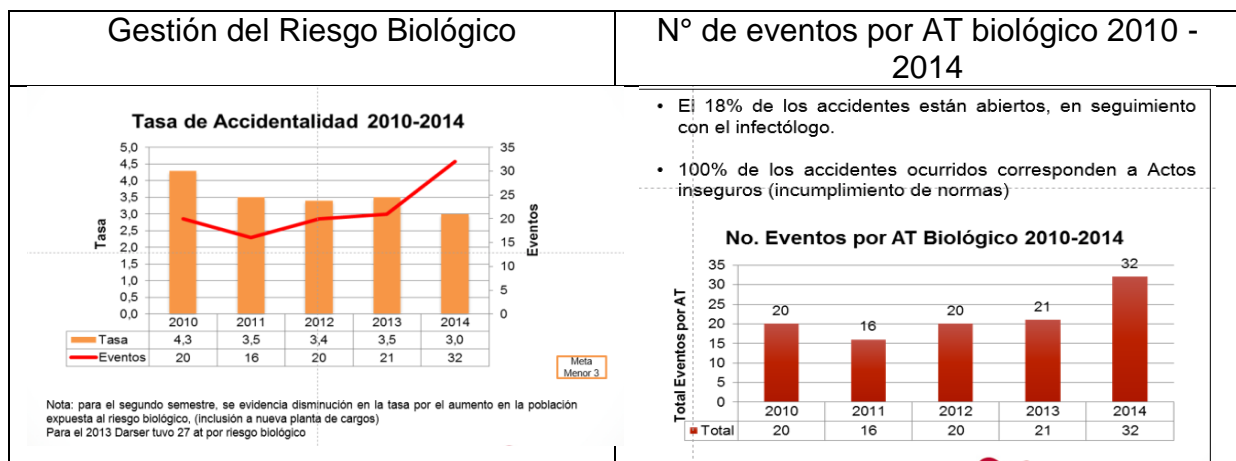 Gestión del Riesgo Biológico
N° de eventos por AT biológico 2010 -
2014
Tasa de Accidentalidad 2010-2014
5,0
4,5
4,0
3,5
3,0
2,5
2,0
1,5
1,0
0,5
0,0
Tasa
35
30
25
20
15
10
5
0
Eventos
2010 2011 2012 2013 2014
Tasa 4,3 3,5 3,4 3,5 3,0
Eventos 20 16 20 21 32
Meta
Menor 3
Nota: para el segundo semestre, se evidencia disminución en la tasa por el aumento en la población
expuesta al riesgo biológico, (inclusión a nueva planta de cargos)
Para el 2013 Darser tuvo 27 at por riesgo biológico
• El 18% de los accidentes están abiertos, en seguimiento
con el infectólogo.
• 100% de los accidentes ocurridos corresponden a Actos
inseguros (incumplimiento de normas)
No. Eventos por AT Biológico 2010-2014
Total Eventos por AT
35
30
25
20
15
10
5
0
20 16 20 21 32
2010 2011 2012 2013 2014
Total 20 16 20 21 32